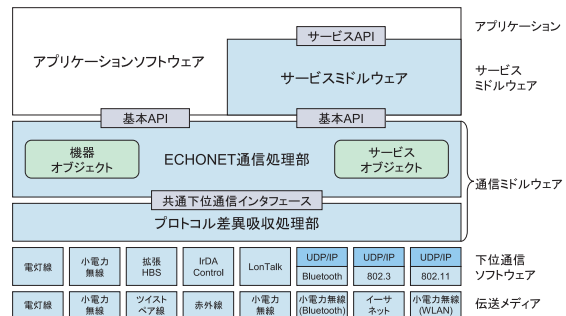 アプリケーション
サービスAPI
アプリケーションソフトウェア
サービスミドルウェア
サービス
ミドルウェア
基本API
基本API
機器
オブジェクト
ECHONET通信処理部
サービス
オブジェクト
通信ミドルウェア
共通下位通信インタフェース
プロトコル差異吸収処理部
電灯線
小電力
無線
拡張
HBS
IrDA
Control
LonTalk
UDP/IP
Bluetooth
UDP/IP
802.3
UDP/IP
802.11
下位通信
ソフトウェア
電灯線
小電力
無線
ツイスト
ペア線
赤外線
小電力
無線
小電力無線
(Bluetooth)
イーサ
ネット
小電力無線
(WLAN)
伝送メディア